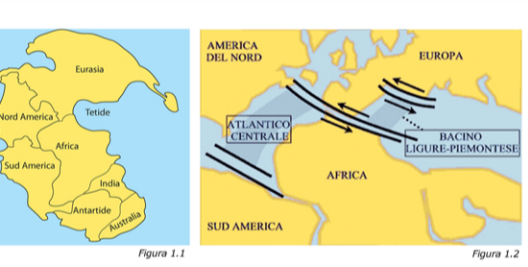 Eurasia
Nord America
Tetide
Africa
Sud America
India
Antartide
Australia
Figura 1.1
AMERICA
DEL NORD
EUROPA
ATLANTICO
CENTRALE
BACINO
LIGURE-PIEMONTESE
AFRICA
SUD AMERICA
Figura 1.2